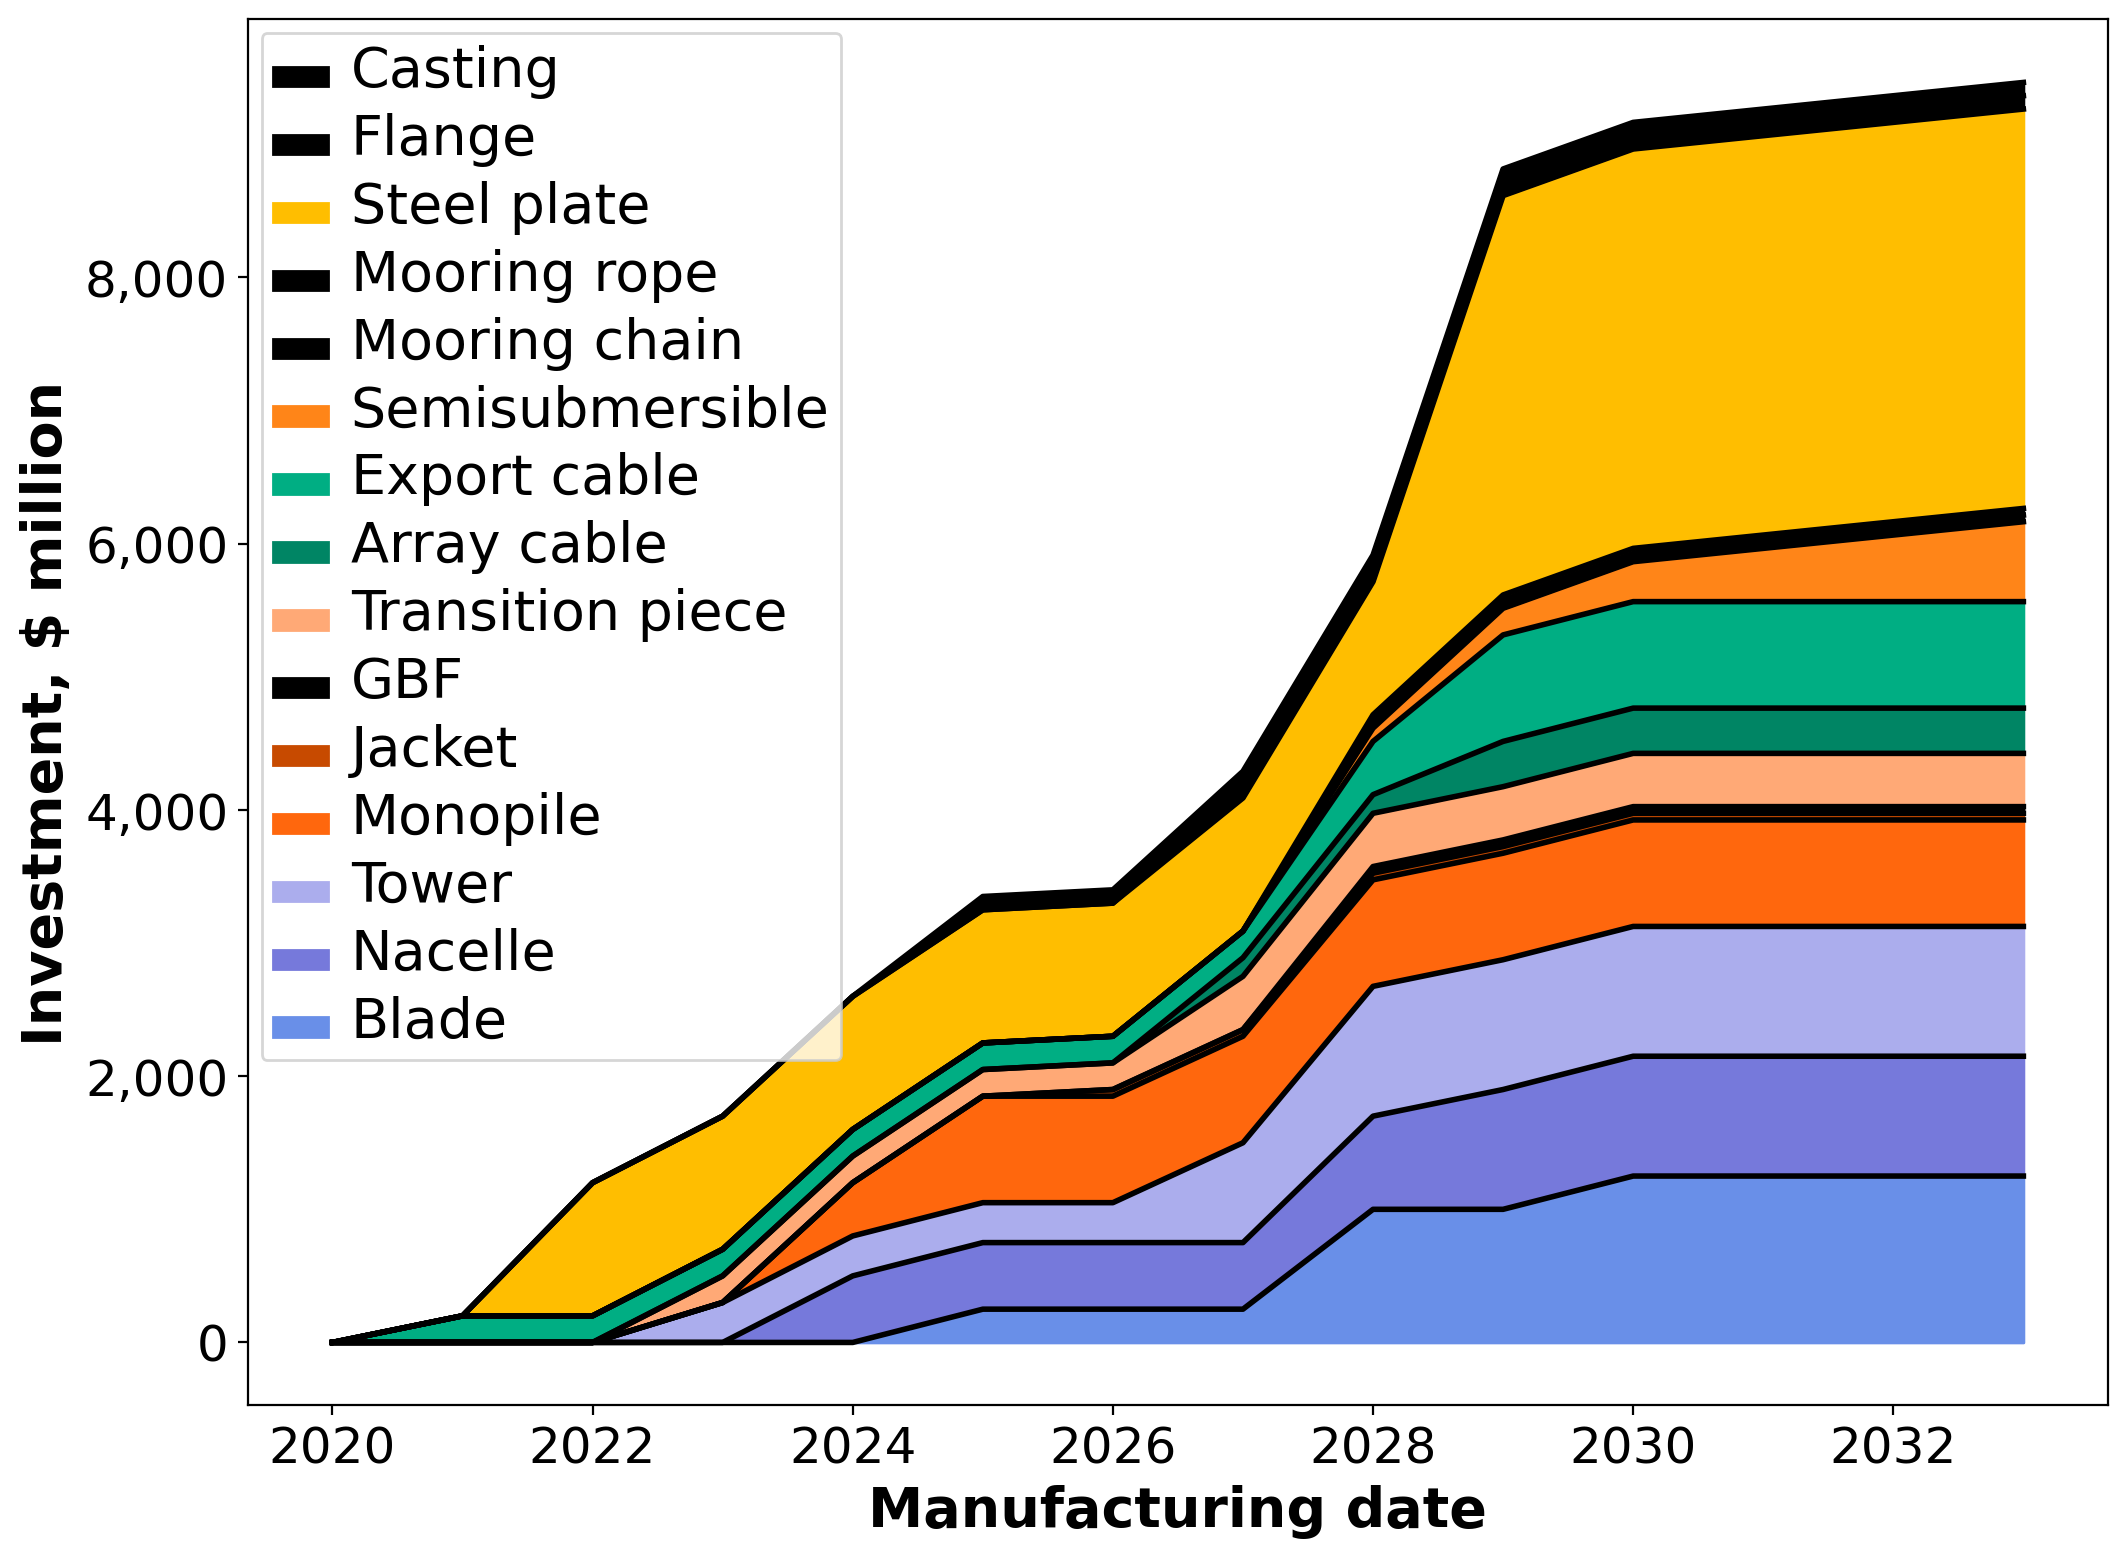 Casting
Flange
Steel plate
Mooring rope
Mooring chain
Semisubmersible
Export cable
Array cable
Transition piece
GBF
Jacket
Monopile
Tower
Nacelle
Blade
8,000
6,000
4,000
2,000
0
Investment, $ million
2020 2022 2024 2026 2028 2030 2032
Manufacturing date